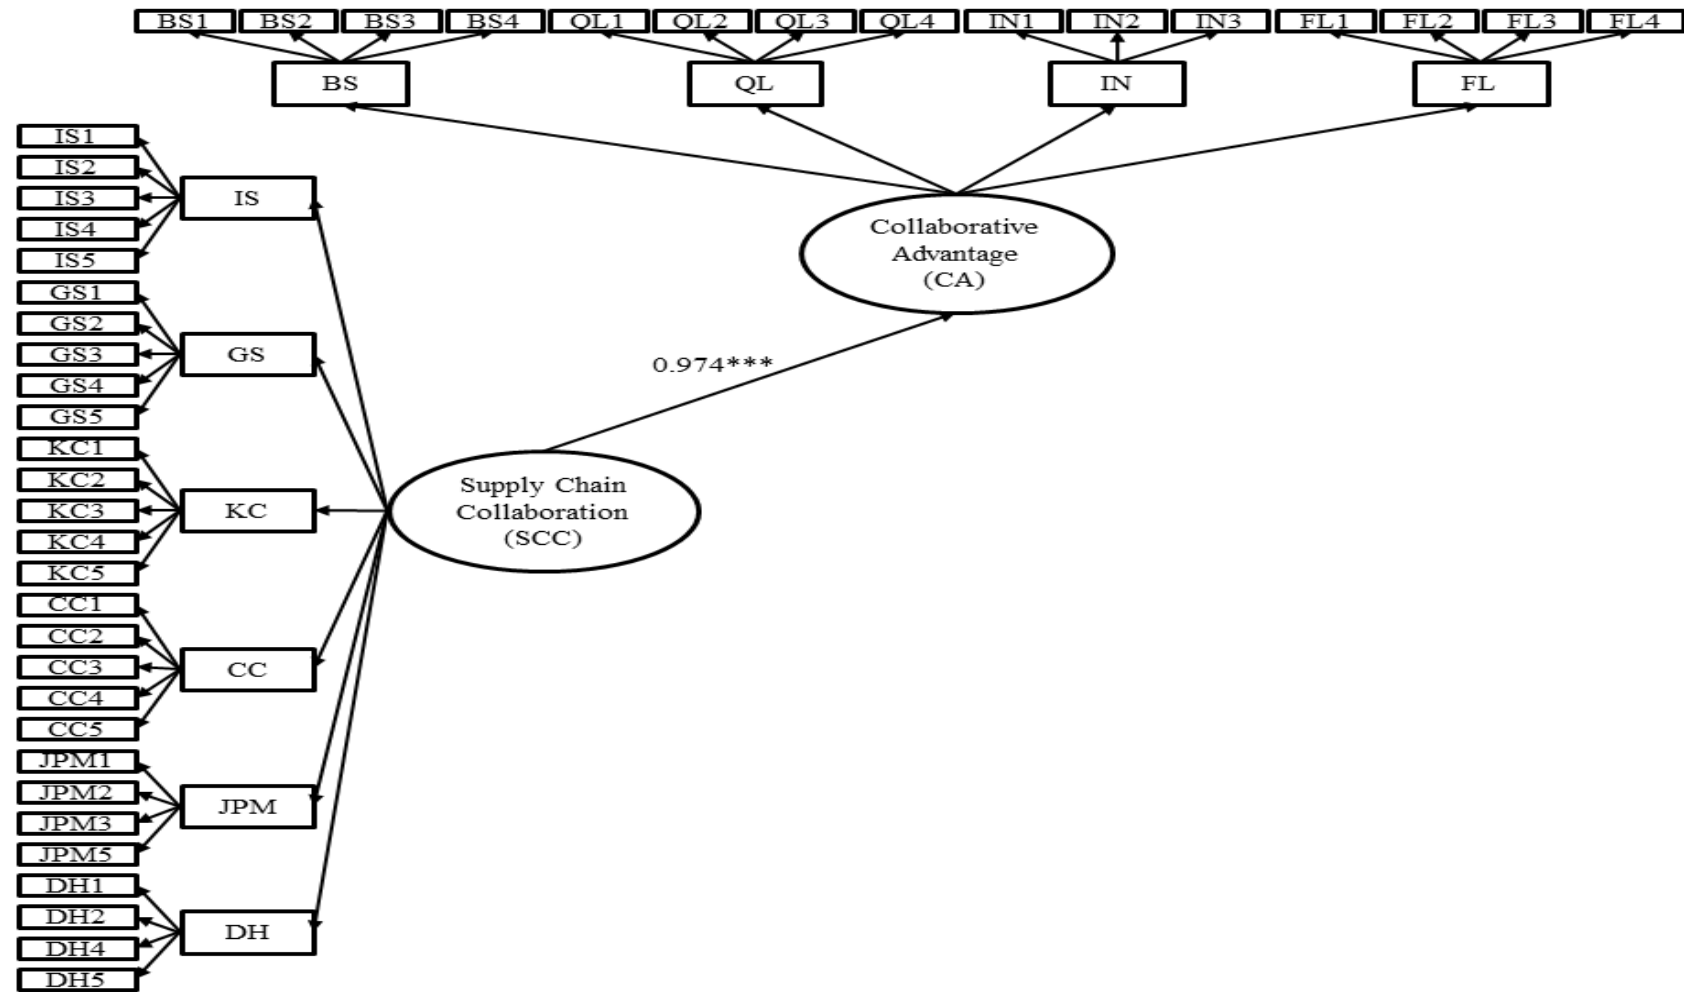 BS1 BS2 BS3 BS4 QL1 QL2 QL3 QL4 IN1 IN2 IN3 FL1 FL2 FL3 FL4
BS QL IN FL
IS1
IS2
IS3
IS4
IS5
IS
GS1
GS2
GS3
GS4
GS5
GS
KC1
KC2
KC3
KC4
KC5
KC
CC1
CC2
CC3
CC4
CC5
CC
JPM1
JPM2
JPM3
JPM5
JPM
DH1
DH2
DH4
DH5
DH
Collaborative
Advantage
(CA)
0.974***
Supply Chain
Collaboration
(SCC)